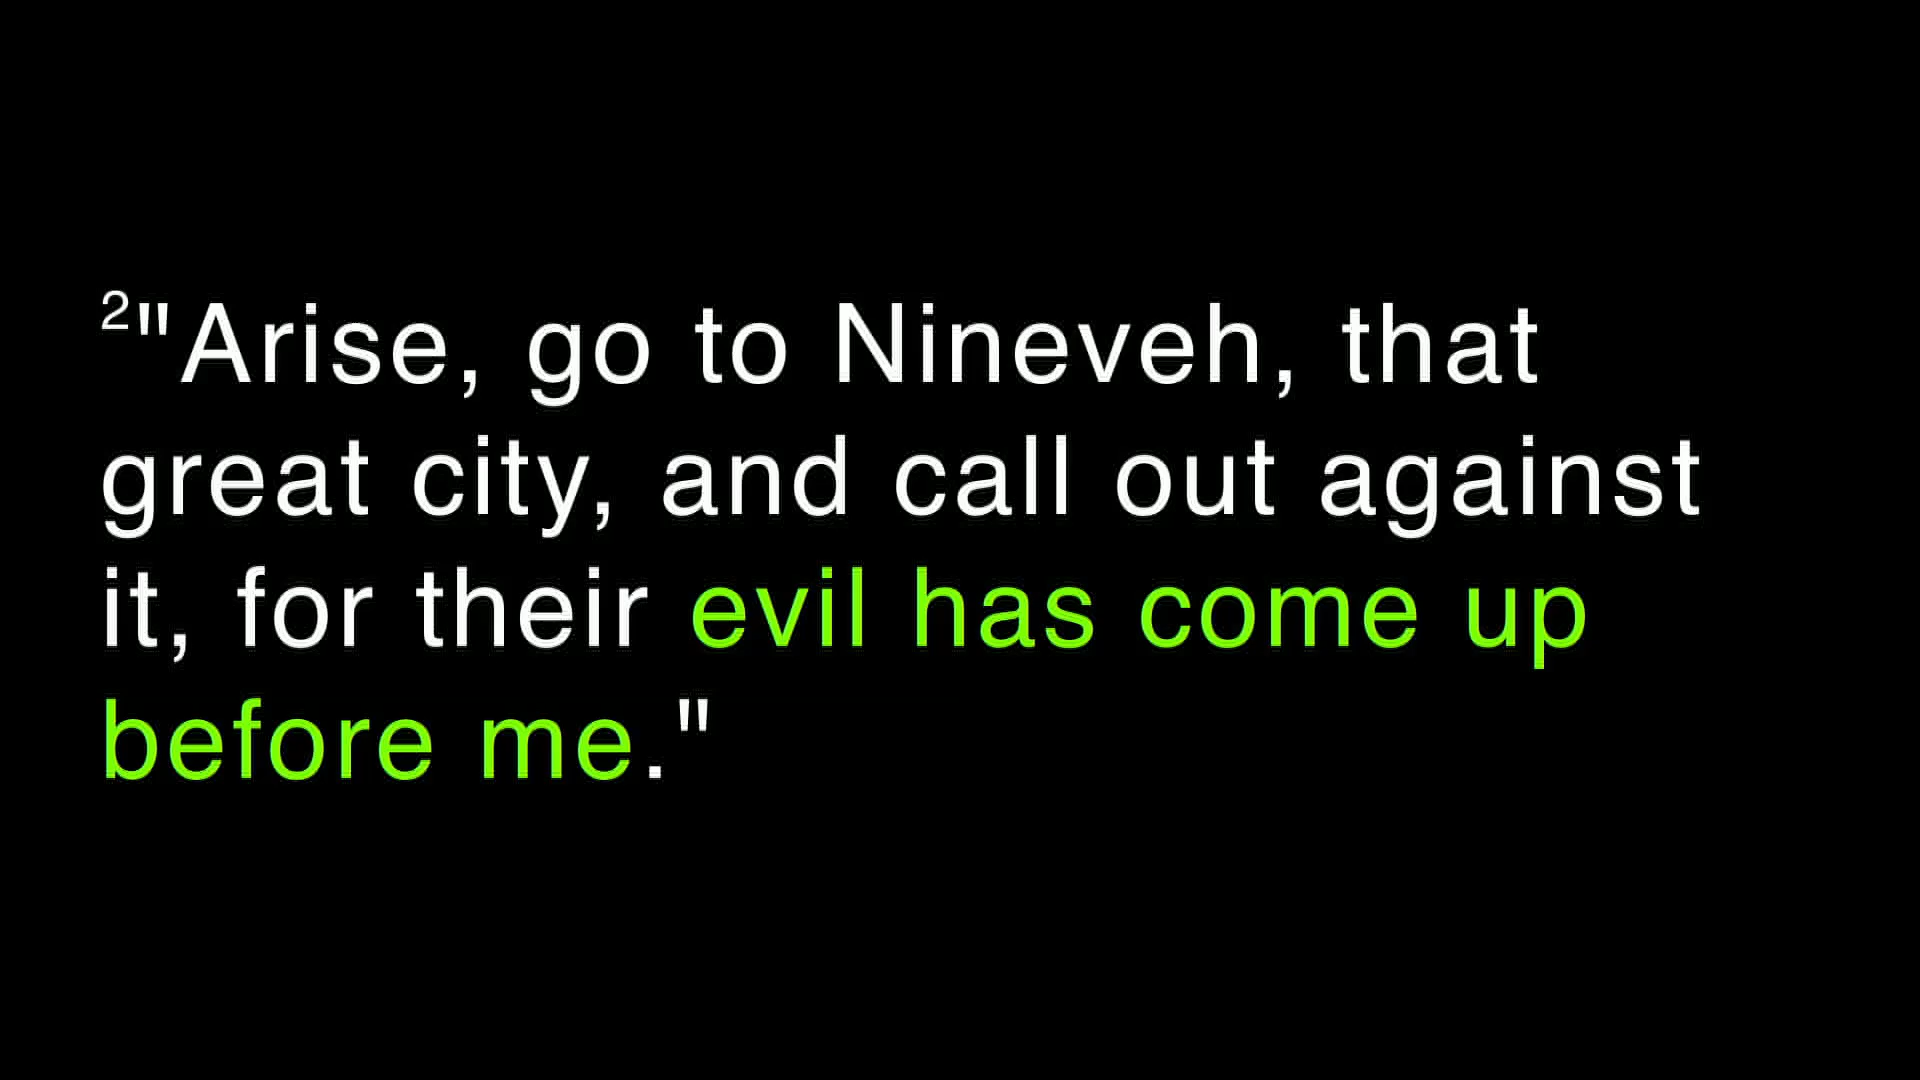 ²"Arise, go to Nineveh, that
great city, and call out against
it, for their evil has come up
before me."